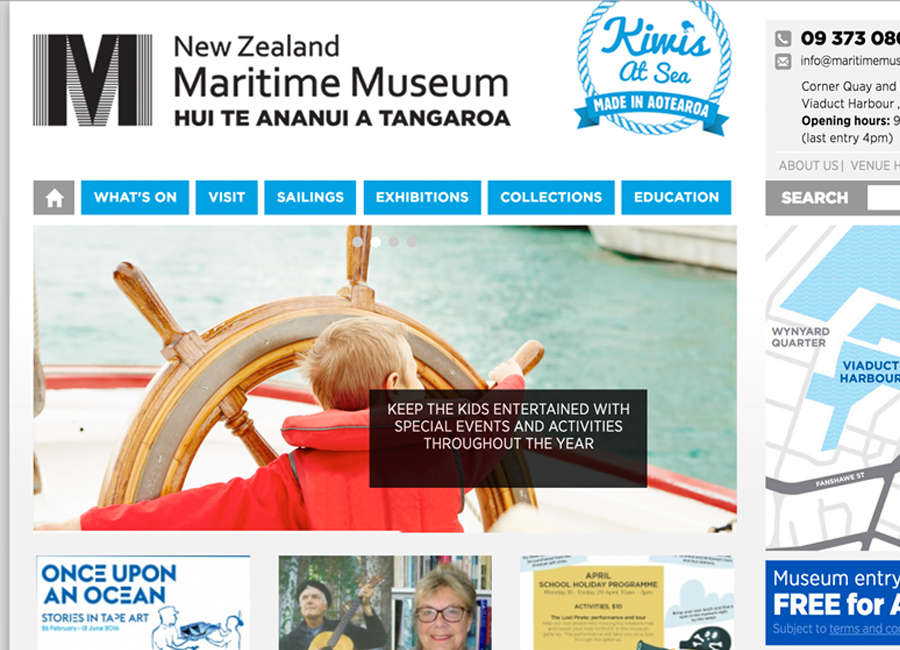 New Zealand
Maritime Museum
HUI TE ANANUI A TANGAROA
Kiwis
At Sea
MADE IN AOTEAROA
09 373 080
info@maritimemus
Corner Quay and
Viaduct Harbour ,
Opening hours: 9
(last entry 4pm)
ABOUT US | VENUE H
WHAT'S ON
VISIT
SAILINGS
EXHIBITIONS
COLLECTIONS
EDUCATION
SEARCH
KEEP THE KIDS ENTERTAINED WITH
SPECIAL EVENTS AND ACTIVITIES
THROUGHOUT THE YEAR
WYNYARD
QUARTER
VIADUCT
HARBOUR
FANSHAWE ST
ONCE UPON
AN OCEAN
STORIES IN TAPE ART
26 February - 12 June 2016
APRIL
SCHOOL HOLIDAY PROGRAMME
Monday 18 - Friday 29 April, 10am - 3pm
ACTIVITIES, $10
The Lost Pirate: performance and tour
Museum entry
FREE for A
Subject to terms and con